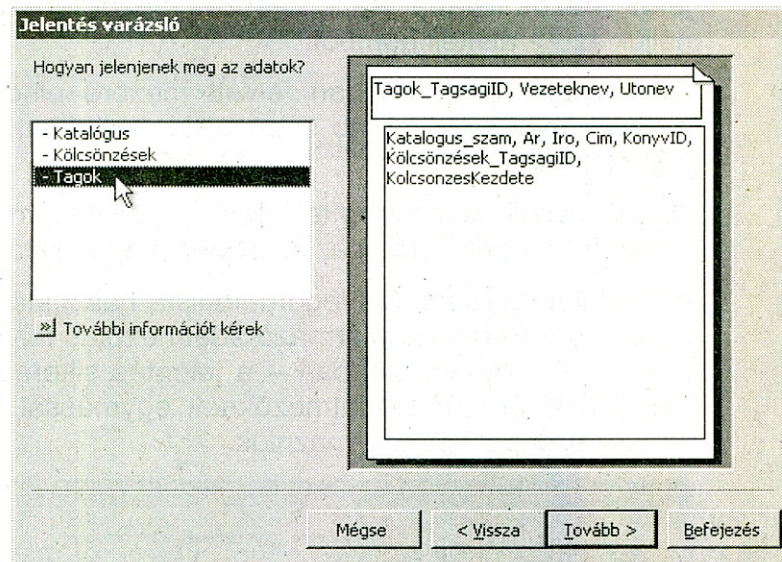 Jelentés varázsló
Hogyan jelenjenek meg az adatok?
- Katalógus
- Kölcsönzések
- Tagok
További információt kérek
Tagok_TagsagiID, Vezeteknev, Utonev
Katalogus_szam, Ar, Iro, Cim, KonyvID,
Kölcsönzések_TagsagiID,
KolcsonzesKezdete
Mégse
< Vissza
Tovább >
Befejezés